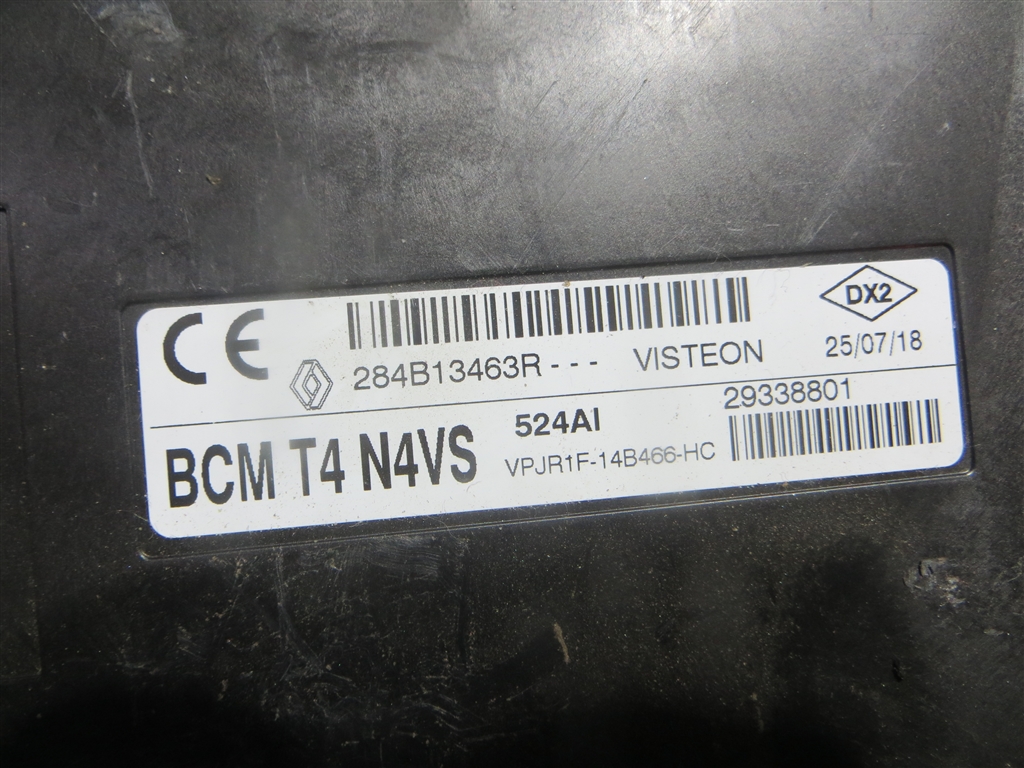 CE
DX2
284B13463R - - - VISTEON 25/07/18
524AI 29338801
BCM T4 N4VS VPJR1F-14B466-HC